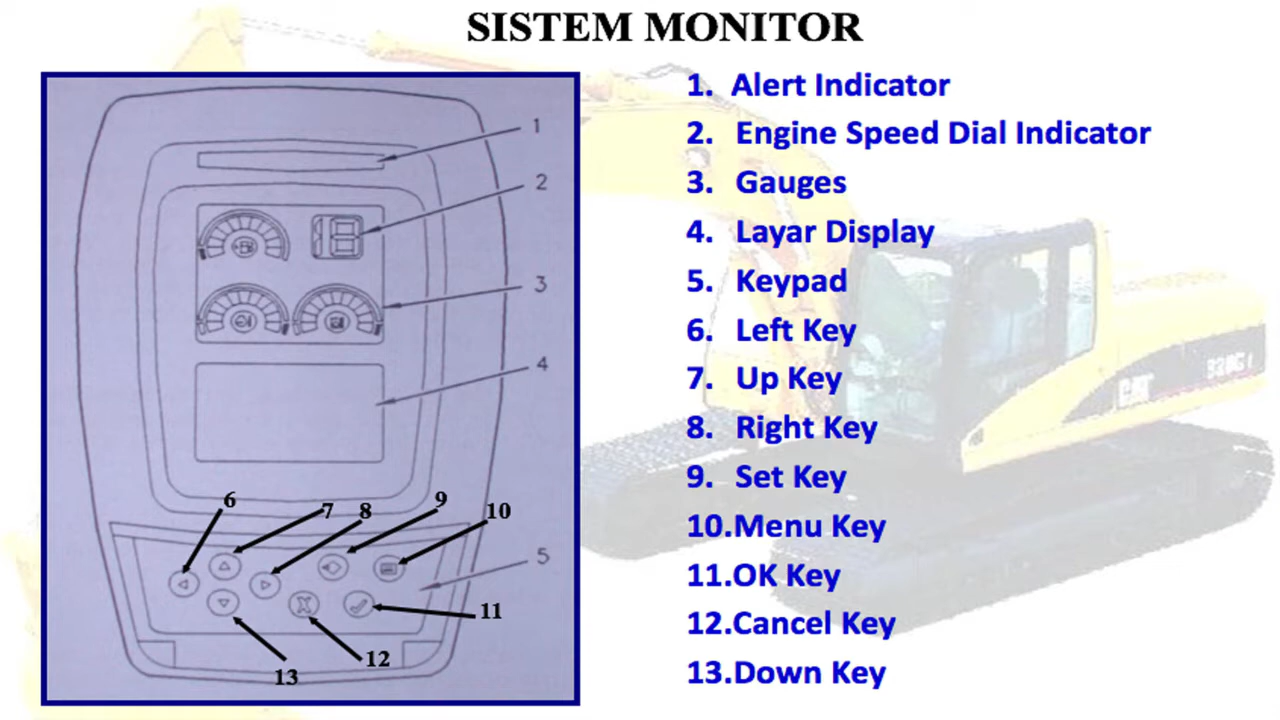 SISTEM MONITOR
1. Alert Indicator
2. Engine Speed Dial Indicator
3. Gauges
4. Layar Display
5. Keypad
6. Left Key
7. Up Key
8. Right Key
9. Set Key
10.Menu Key
11.OK Key
12.Cancel Key
13.Down Key
1
2
18
3
4
6
7
8
9
10
5
11
12
13
CAT